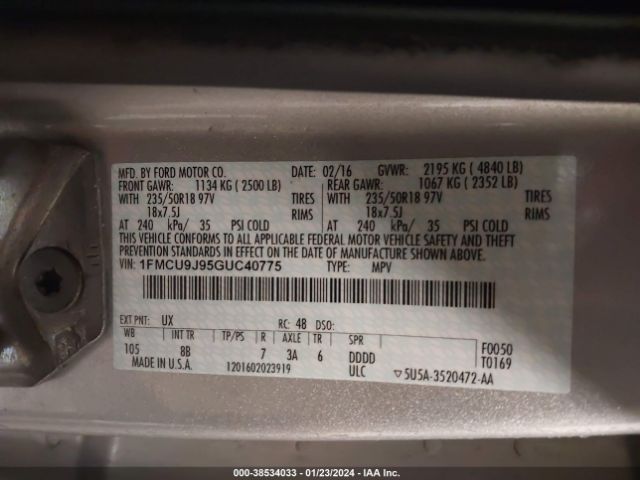 MFD. BY FORD MOTOR CO. DATE: 02/16 GVWR: 2195 KG ( 4840 LB)
FRONT GAWR: 1134 KG ( 2500 LB) REAR GAWR: 1067 KG ( 2352 LB)
WITH 235/50R18 97V TIRES WITH 235/50R18 97V TIRES
18x7.5J RIMS 18x7.5J RIMS
AT 240 kPa/ 35 PSI COLD AT 240 kPa/ 35 PSI COLD
THIS VEHICLE CONFORMS TO ALL APPLICABLE FEDERAL MOTOR VEHICLE SAFETY AND THEFT PREVENTION
STANDARDS IN EFFECT ON THE DATE OF MANUFACTURE SHOWN ABOVE.
VIN: 1FMCU9J95GUC40775 TYPE: MPV
EXT PNT: UX RC: 48 DSO:
WB INT TR TP/PS R AXLE TR SPR F0050
105 8B 7 3A 6 DDDD T0169
MADE IN U.S.A. 1201602023919 ULC ▽5U5A-3520472-AA
000-38534033 - 01/23/2024 - IAA Inc.